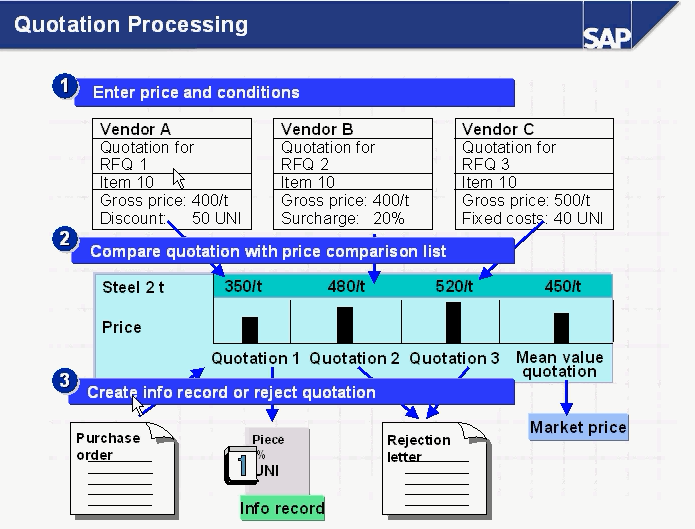 Quotation Processing
SAP
1 Enter price and conditions
Vendor A
Quotation for
RFQ 1
Item 10
Gross price: 400/t
Discount: 50 UNI
Vendor B
Quotation for
RFQ 2
Item 10
Gross price: 400/t
Surcharge: 20%
Vendor C
Quotation for
RFQ 3
Item 10
Gross price: 500/t
Fixed costs: 40 UNI
2 Compare quotation with price comparison list
Steel 2 t 350/t 480/t 520/t 450/t
Price
Quotation 1 Quotation 2 Quotation 3 Mean value
quotation
3 Create info record or reject quotation
Market price
Purchase
order
Piece
%
UNI
1
Info record
Rejection
letter